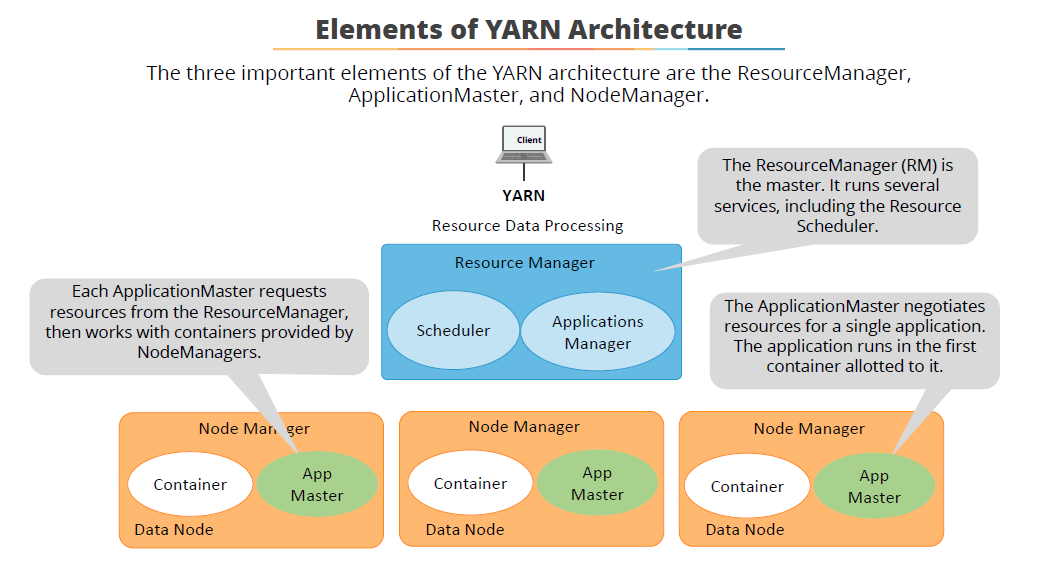 Elements of YARN Architecture
The three important elements of the YARN architecture are the ResourceManager,
ApplicationMaster, and NodeManager.
Client
YARN
Resource Data Processing
The ResourceManager (RM) is
the master. It runs several
services, including the Resource
Scheduler.
Resource Manager
Scheduler
Applications
Manager
Each ApplicationMaster requests
resources from the ResourceManager,
then works with containers provided by
NodeManagers.
The ApplicationMaster negotiates
resources for a single application.
The application runs in the first
container allotted to it.
Node Manager
Container
App
Master
Data Node
Node Manager
Container
App
Master
Data Node
Node Manager
Container
App
Master
Data Node